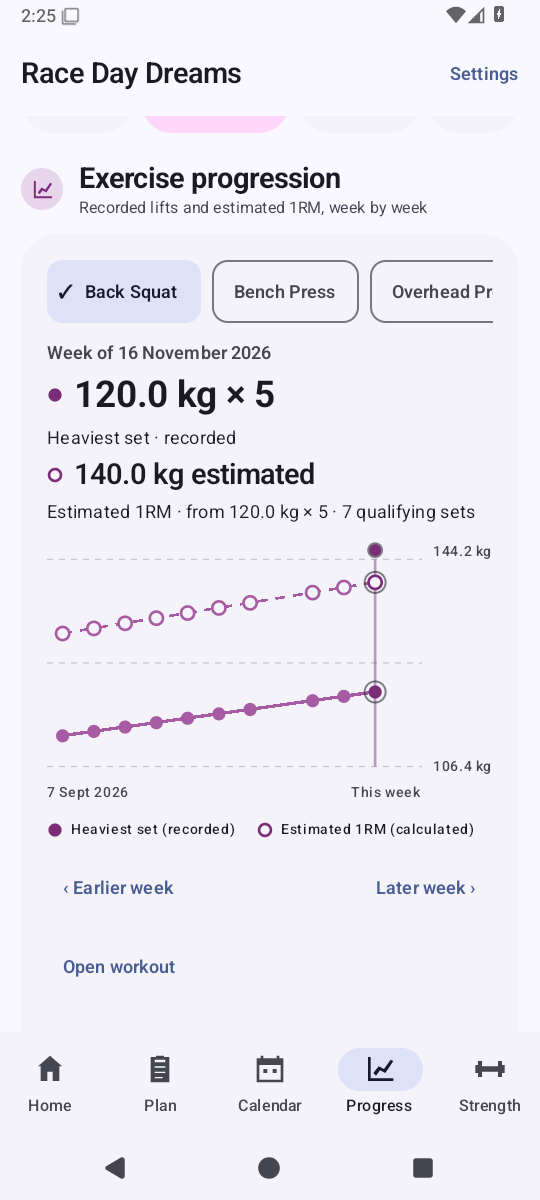 2:25
Race Day Dreams
Settings
Exercise progression
Recorded lifts and estimated 1RM, week by week
✓ Back Squat
Bench Press
Overhead Pr
Week of 16 November 2026
120.0 kg × 5
Heaviest set · recorded
140.0 kg estimated
Estimated 1RM · from 120.0 kg × 5 · 7 qualifying sets
144.2 kg
106.4 kg
7 Sept 2026
This week
Heaviest set (recorded)
Estimated 1RM (calculated)
‹ Earlier week
Later week ›
Open workout
Home
Plan
Calendar
Progress
Strength